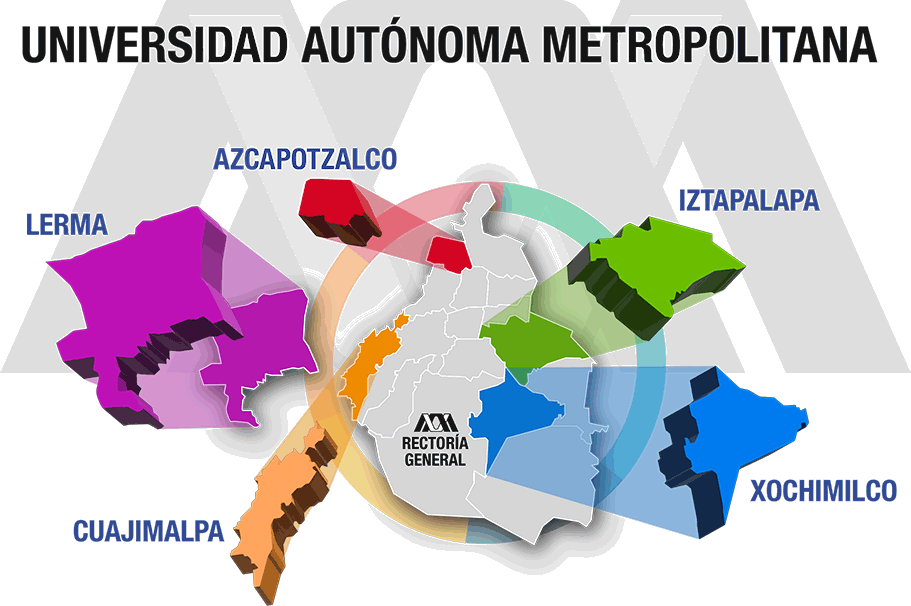 UNIVERSIDAD AUTÓNOMA METROPOLITANA
AZCAPOTZALCO
IZTAPALAPA
LERMA
RECTORÍA
GENERAL
XOCHIMILCO
CUAJIMALPA